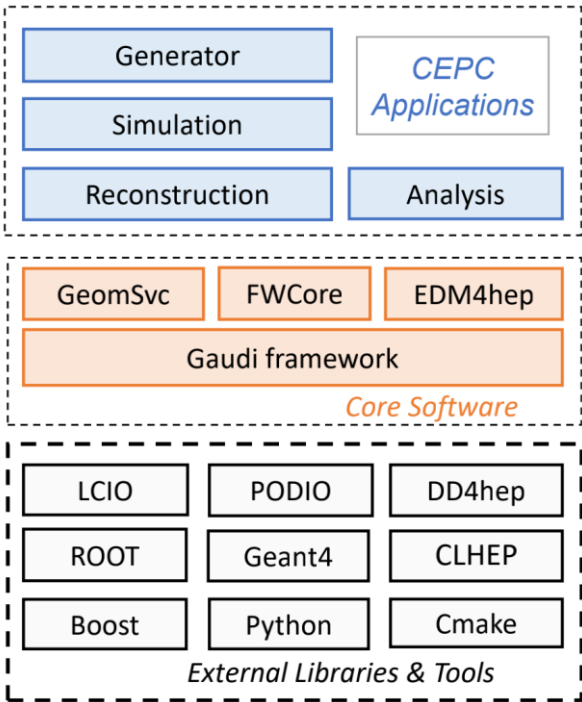 Generator
CEPC
Applications
Simulation
Reconstruction
Analysis
GeomSvc
FWCore
EDM4hep
Gaudi framework
Core Software
LCIO
PODIO
DD4hep
ROOT
Geant4
CLHEP
Boost
Python
Cmake
External Libraries & Tools